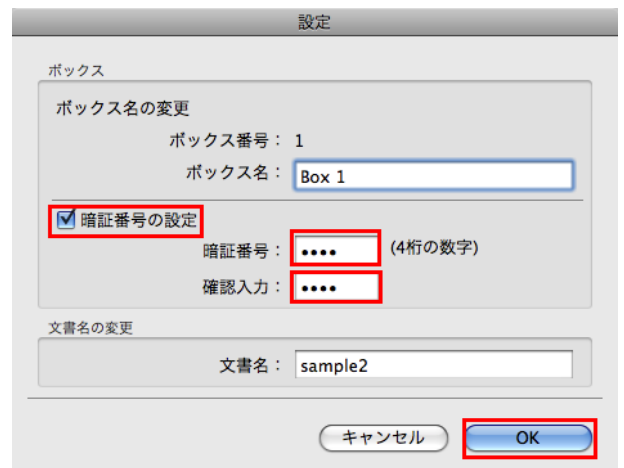 設定
ボックス
ボックス名の変更
ボックス番号： 1
ボックス名： Box 1
暗証番号の設定
暗証番号： •••• (4桁の数字)
確認入力： ••••
文書名の変更
文書名： sample2
キャンセル OK